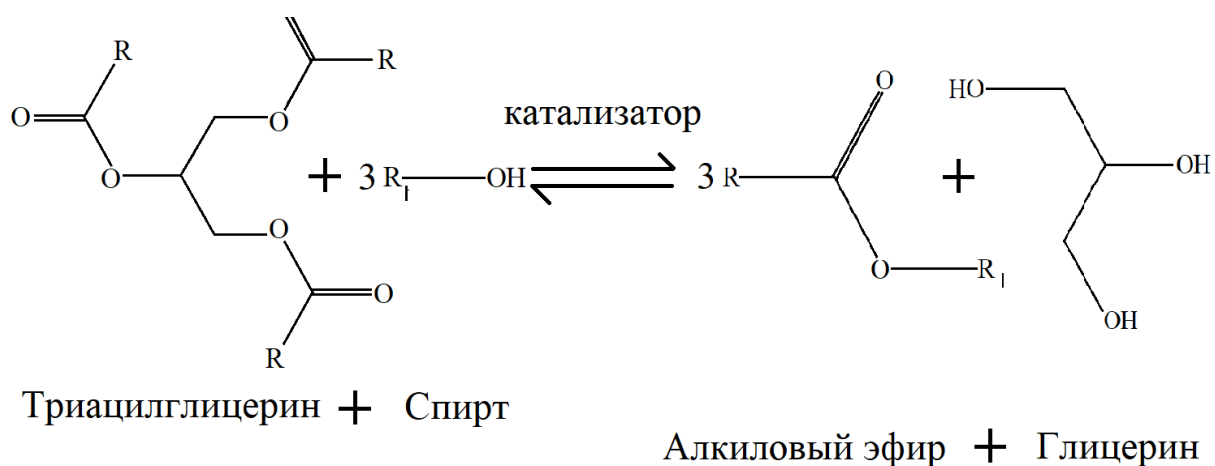 R
R
O
O
O
катализатор
HO
O
+ 3 R₁ OH
3 R
+
OH
O
O
O
R₁
R
OH
Триацилглицерин + Спирт
Алкиловый эфир + Глицерин